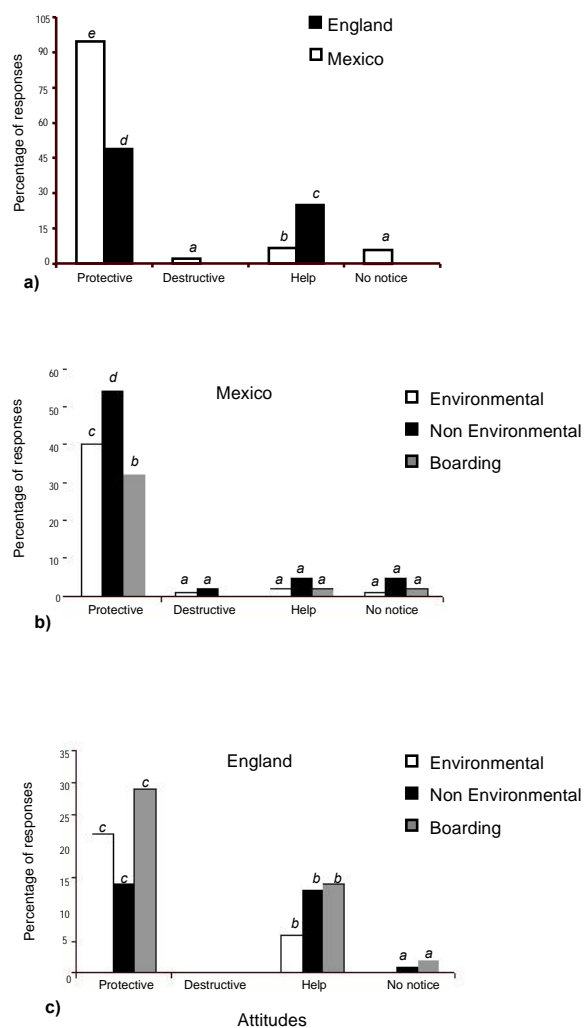 105
90
75
60
45
30
15
0
Percentage of responses
England
Mexico
e
d
a
b
c
a
Protective Destructive Help No notice
a)
60
50
40
30
20
10
0
Percentage of responses
Mexico
Environmental
Non Environmental
Boarding
c d b
a a
a a a
a a a
Protective Destructive Help No notice
b)
35
30
25
20
15
10
5
0
Percentage of responses
England
Environmental
Non Environmental
Boarding
c c c
b b b
a a
Protective Destructive Help No notice
c)
Attitudes